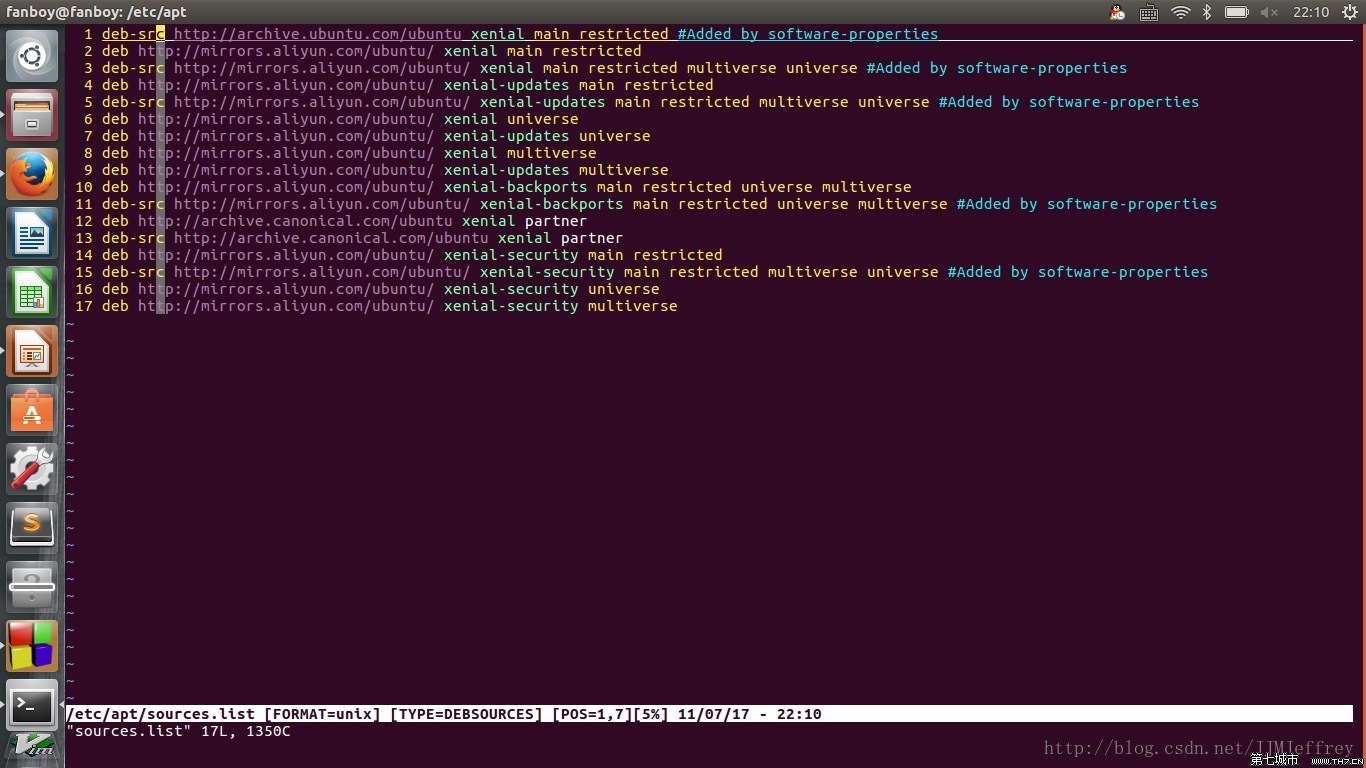 fanboy@fanboy: /etc/apt
22:10
1 deb-src http://archive.ubuntu.com/ubuntu xenial main restricted #Added by software-properties
2 deb http://mirrors.aliyun.com/ubuntu/ xenial main restricted
3 deb-src http://mirrors.aliyun.com/ubuntu/ xenial main restricted multiverse universe #Added by software-properties
4 deb http://mirrors.aliyun.com/ubuntu/ xenial-updates main restricted
5 deb-src http://mirrors.aliyun.com/ubuntu/ xenial-updates main restricted multiverse universe #Added by software-properties
6 deb http://mirrors.aliyun.com/ubuntu/ xenial universe
7 deb http://mirrors.aliyun.com/ubuntu/ xenial-updates universe
8 deb http://mirrors.aliyun.com/ubuntu/ xenial multiverse
9 deb http://mirrors.aliyun.com/ubuntu/ xenial-updates multiverse
10 deb http://mirrors.aliyun.com/ubuntu/ xenial-backports main restricted universe multiverse
11 deb-src http://mirrors.aliyun.com/ubuntu/ xenial-backports main restricted universe multiverse #Added by software-properties
12 deb http://archive.canonical.com/ubuntu xenial partner
13 deb-src http://archive.canonical.com/ubuntu xenial partner
14 deb http://mirrors.aliyun.com/ubuntu/ xenial-security main restricted
15 deb-src http://mirrors.aliyun.com/ubuntu/ xenial-security main restricted multiverse universe #Added by software-properties
16 deb http://mirrors.aliyun.com/ubuntu/ xenial-security universe
17 deb http://mirrors.aliyun.com/ubuntu/ xenial-security multiverse
/etc/apt/sources.list [FORMAT=unix] [TYPE=DEBSOURCES] [POS=1,7][5%] 11/07/17 - 22:10
"sources.list" 17L, 1350C
Vim
第七城市 www.TH7.CN